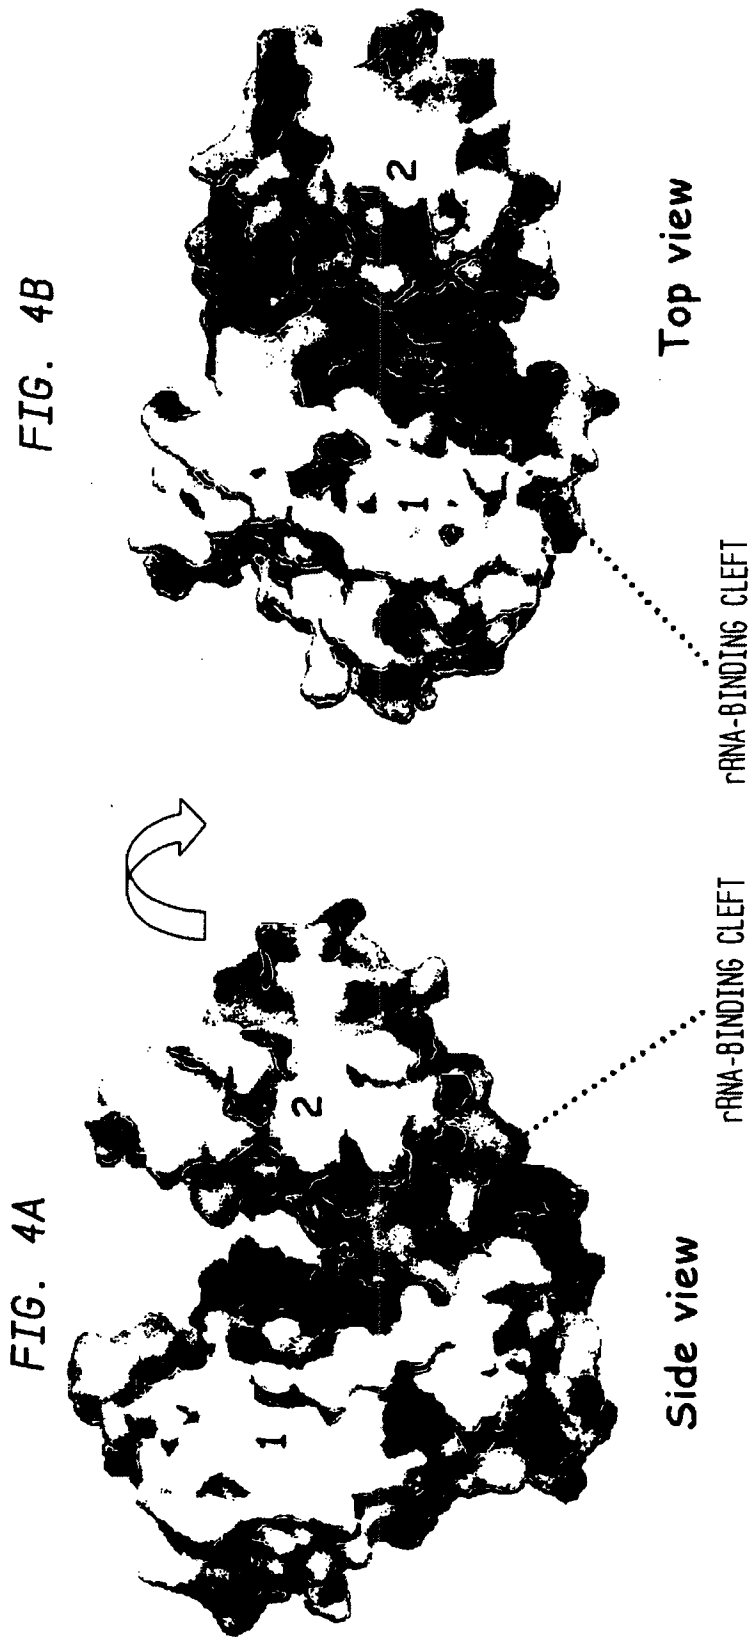 FIG. 4A
1
2
Side view
rRNA-BINDING CLEFT
FIG. 4B
1
2
Top view
rRNA-BINDING CLEFT